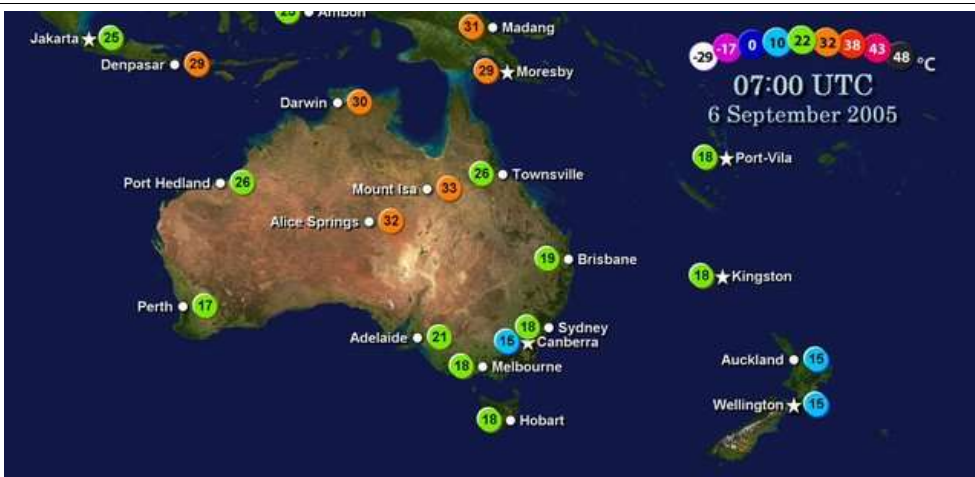 25 Ambon
Jakarta 25
31 Madang
-29 -17 0 10 22 32 38 43 48 °C
Denpasar 29
29 Moresby
07:00 UTC
6 September 2005
Darwin 30
18 Port-Vila
Port Hedland 26
26 Townsville
Mount Isa 33
Alice Springs 32
19 Brisbane
18 Kingston
Perth 17
18 Sydney
Adelaide 21
15 Canberra
Auckland 15
18 Melbourne
Wellington 15
18 Hobart